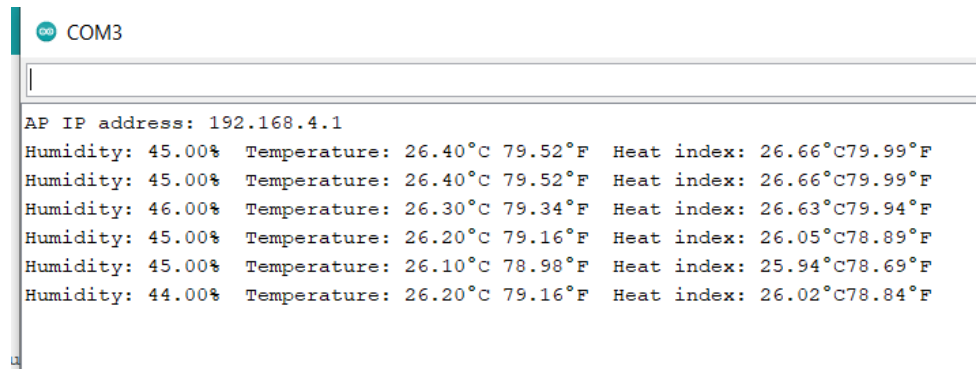 COM3
AP IP address: 192.168.4.1
Humidity: 45.00%  Temperature: 26.40°C 79.52°F  Heat index: 26.66°C79.99°F
Humidity: 45.00%  Temperature: 26.40°C 79.52°F  Heat index: 26.66°C79.99°F
Humidity: 46.00%  Temperature: 26.30°C 79.34°F  Heat index: 26.63°C79.94°F
Humidity: 45.00%  Temperature: 26.20°C 79.16°F  Heat index: 26.05°C78.89°F
Humidity: 45.00%  Temperature: 26.10°C 78.98°F  Heat index: 25.94°C78.69°F
Humidity: 44.00%  Temperature: 26.20°C 79.16°F  Heat index: 26.02°C78.84°F